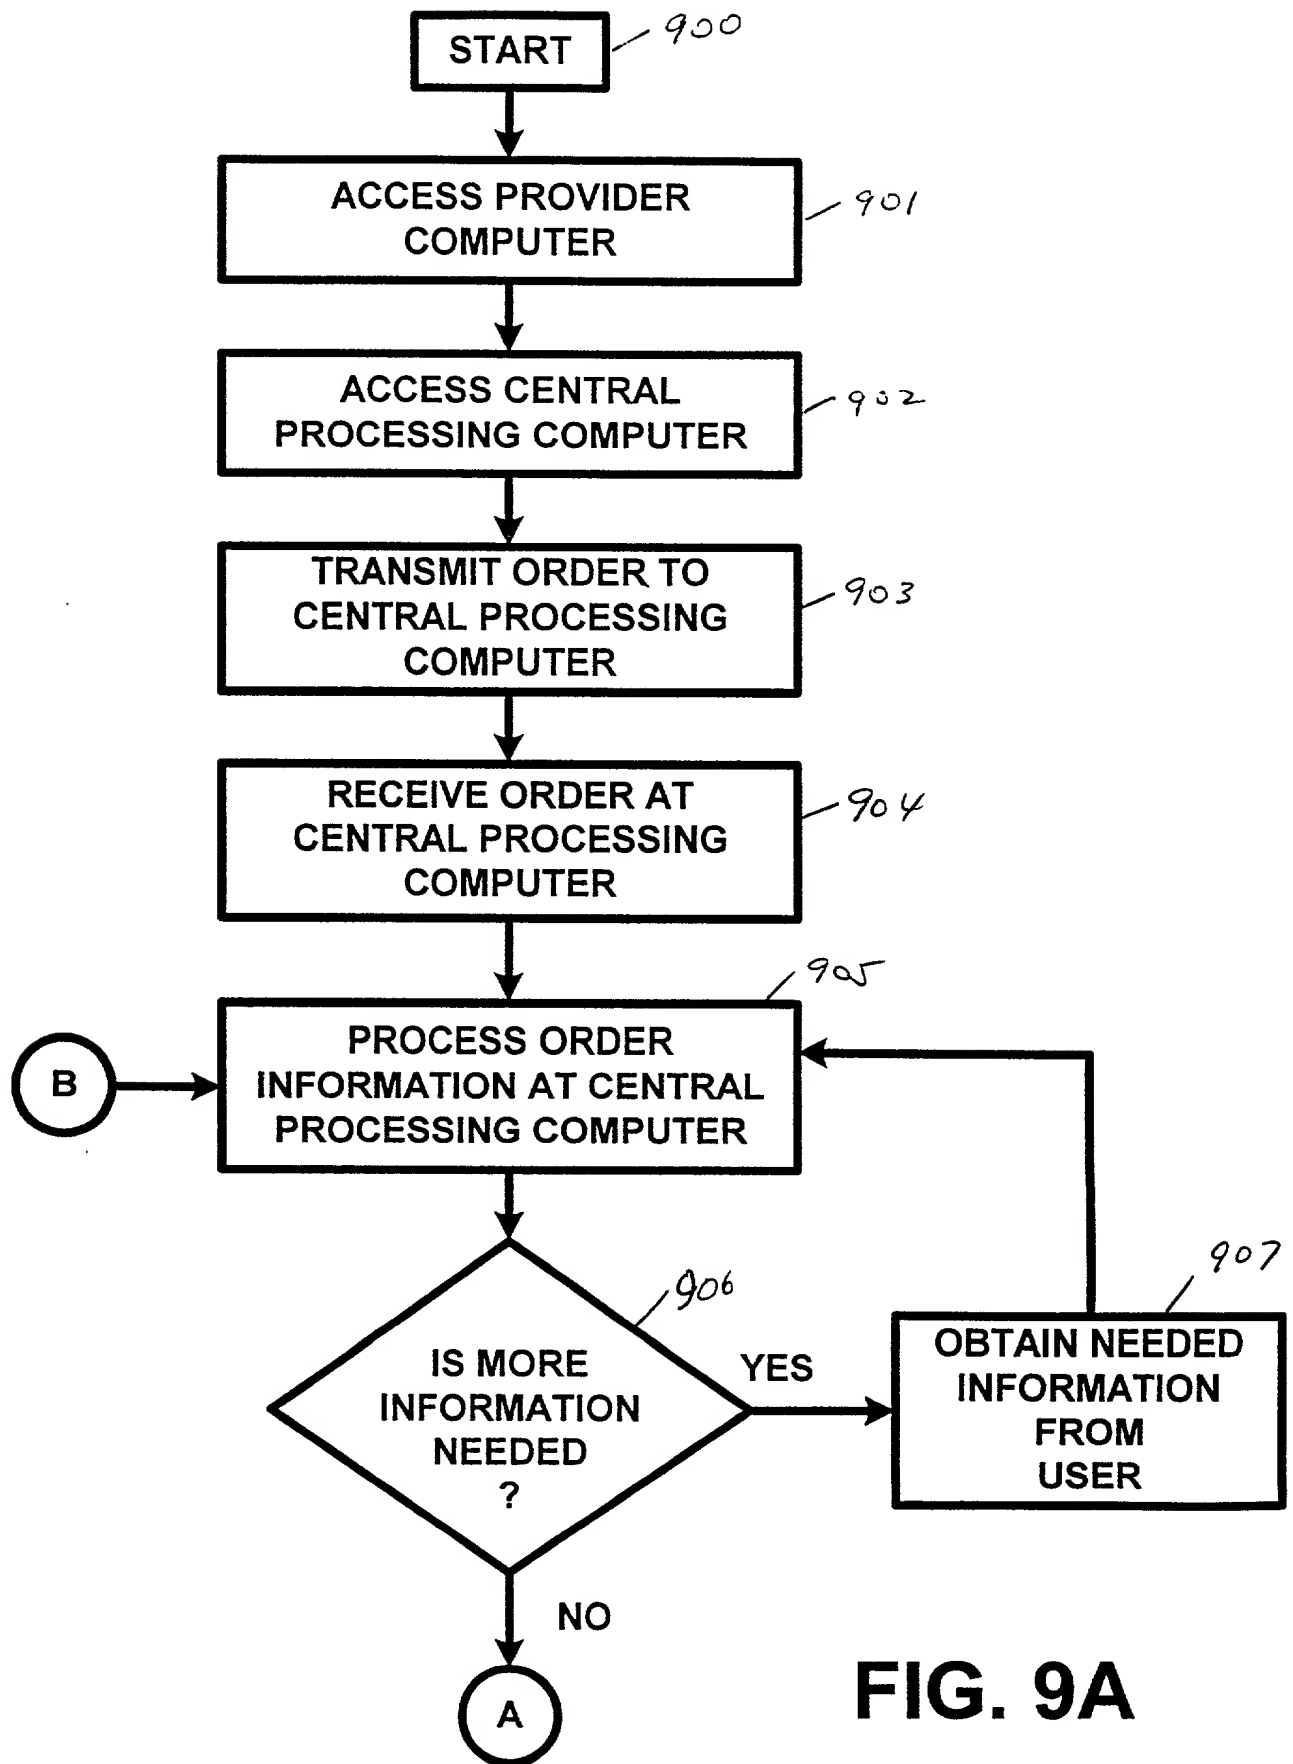 START
900
ACCESS PROVIDER
COMPUTER
901
ACCESS CENTRAL
PROCESSING COMPUTER
902
TRANSMIT ORDER TO
CENTRAL PROCESSING
COMPUTER
903
RECEIVE ORDER AT
CENTRAL PROCESSING
COMPUTER
904
905
B
PROCESS ORDER
INFORMATION AT CENTRAL
PROCESSING COMPUTER
906
IS MORE
INFORMATION
NEEDED
?
YES
907
OBTAIN NEEDED
INFORMATION
FROM
USER
NO
A
FIG. 9A